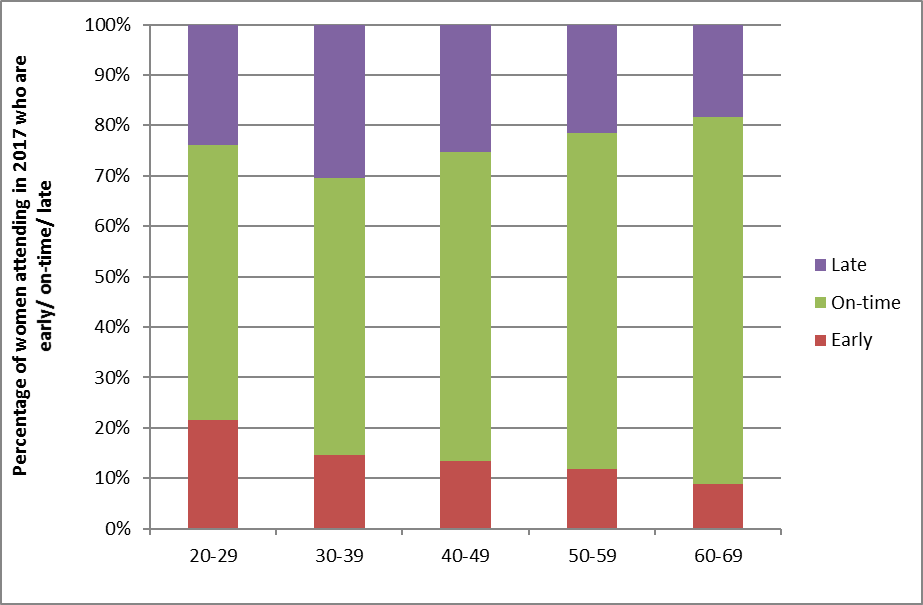 Percentage of women attending in 2017 who are
early/ on-time/ late
100%
90%
80%
70%
60%
50%
40%
30%
20%
10%
0%
20-29 30-39 40-49 50-59 60-69
Late
On-time
Early